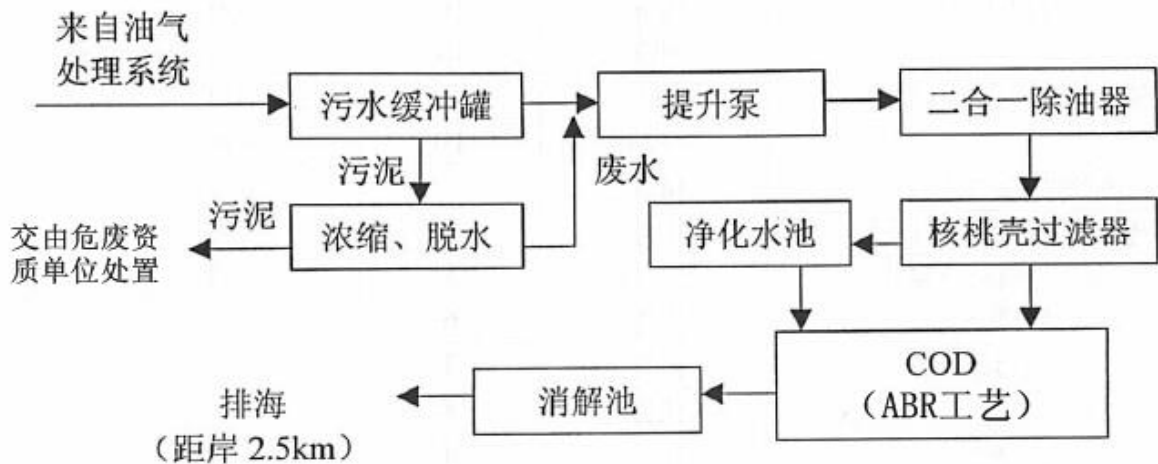 来自油气
处理系统
污水缓冲罐
提升泵
二合一除油器
污泥
废水
污泥
浓缩、脱水
净化水池
核桃壳过滤器
交由危废资
质单位处置
COD
（ABR工艺）
消解池
排海
（距岸 2.5km）